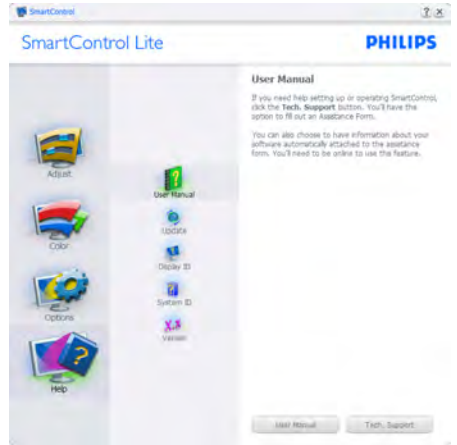 SmartControl
SmartControl Lite
PHILIPS
Adjust
Color
Options
Help
User Manual
Update
Display ID
System ID
Version
User Manual
If you need help setting up or operating SmartControl,
click the Tech. Support button. You'll have the
option to fill out an Assistance Form.
You can also choose to have information about your
software automatically attached to the assistance
form. You'll need to be online to use the feature.
User Manual
Tech. Support